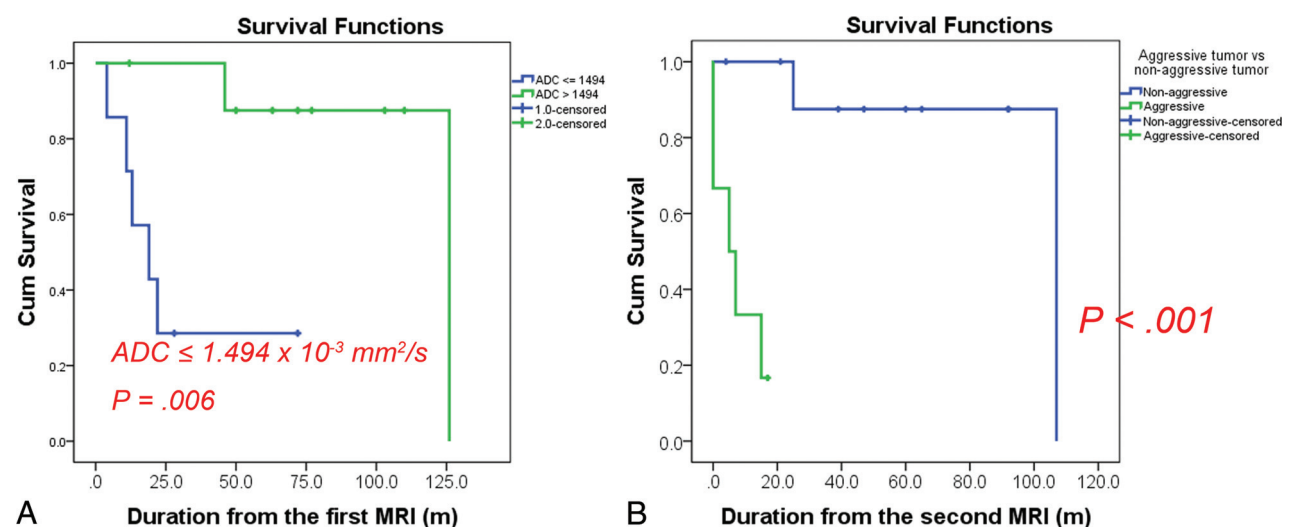 Survival Functions
1.0
0.8
0.6
0.4
0.2
0.0
Cum Survival
.0 25.0 50.0 75.0 100.0 125.0
Duration from the first MRI (m)
ADC <= 1494
ADC > 1494
1.0-censored
2.0-censored
ADC ≤ 1.494 x 10⁻³ mm²/s
P = .006
A
Survival Functions
1.0
0.8
0.6
0.4
0.2
0.0
Cum Survival
.0 20.0 40.0 60.0 80.0 100.0 120.0
Duration from the second MRI (m)
Aggressive tumor vs
non-aggressive tumor
Non-aggressive
Aggressive
Non-aggressive-censored
Aggressive-censored
P < .001
B